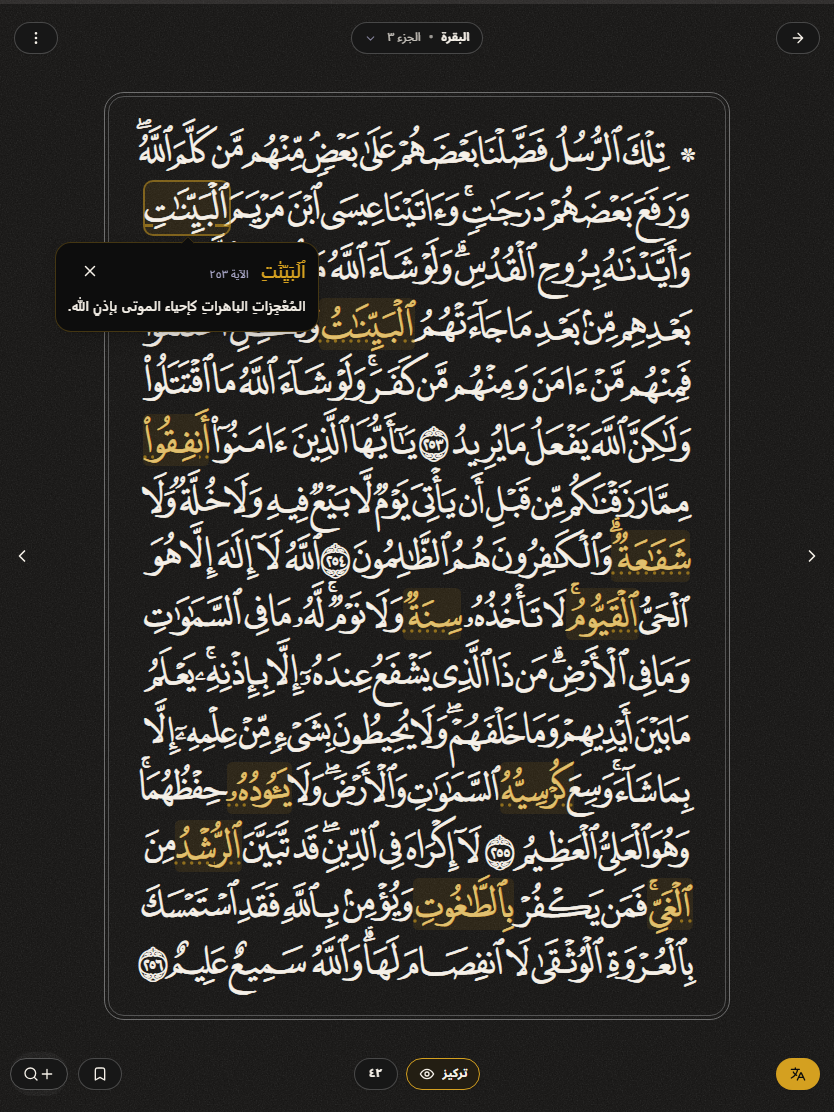 البقرة • الجزء ٣
۞ تِلْكَ ٱلرُّسُلُ فَضَّلْنَا بَعْضَهُمْ عَلَىٰ بَعْضٍ مِّنْهُم مَّن كَلَّمَ ٱللَّهُ ۖ
وَرَفَعَ بَعْضَهُمْ دَرَجَـٰتٍ ۚ وَءَاتَيْنَا عِيسَى ٱبْنَ مَرْيَمَ ٱلْبَيِّنَـٰتِ
وَأَيَّدْنَـٰهُ بِرُوحِ ٱلْقُدُسِ ۗ وَلَوْ شَآءَ ٱللَّهُ
ٱلْبَيِّنَـٰتِ الآية ٢٥٣
المُعْجِزَاتِ الباهراتِ كإحياء الموتى بإذنِ الله.
بَعْدِهِم مِّنۢ بَعْدِ مَا جَآءَتْهُمُ ٱلْبَيِّنَـٰتُ
فَمِنْهُم مَّنْ ءَامَنَ وَمِنْهُم مَّن كَفَرَ ۚ وَلَوْ شَآءَ ٱللَّهُ مَا ٱقْتَتَلُوا۟
وَلَـٰكِنَّ ٱللَّهَ يَفْعَلُ مَا يُرِيدُ ٢٥٣ يَـٰٓأَيُّهَا ٱلَّذِينَ ءَامَنُوٓا۟ أَنفِقُوا۟
مِمَّا رَزَقْنَـٰكُم مِّن قَبْلِ أَن يَأْتِىَ يَوْمٌ لَّا بَيْعٌ فِيهِ وَلَا خُلَّةٌ وَلَا
شَفَـٰعَةٌ ۗ وَٱلْكَـٰفِرُونَ هُمُ ٱلظَّـٰلِمُونَ ٢٥٤ ٱللَّهُ لَآ إِلَـٰهَ إِلَّا هُوَ
ٱلْحَىُّ ٱلْقَيُّومُ ۚ لَا تَأْخُذُهُۥ سِنَةٌ وَلَا نَوْمٌ ۚ لَّهُۥ مَا فِى ٱلسَّمَـٰوَٰتِ
وَمَا فِى ٱلْأَرْضِ ۗ مَن ذَا ٱلَّذِى يَشْفَعُ عِندَهُۥٓ إِلَّا بِإِذْنِهِۦ ۚ يَعْلَمُ
مَا بَيْنَ أَيْدِيهِمْ وَمَا خَلْفَهُمْ ۖ وَلَا يُحِيطُونَ بِشَىْءٍ مِّنْ عِلْمِهِۦٓ إِلَّا
بِمَا شَآءَ ۚ وَسِعَ كُرْسِيُّهُ ٱلسَّمَـٰوَٰتِ وَٱلْأَرْضَ ۖ وَلَا يَـُٔودُهُۥ حِفْظُهُمَا ۚ
وَهُوَ ٱلْعَلِىُّ ٱلْعَظِيمُ ٢٥٥ لَآ إِكْرَاهَ فِى ٱلدِّينِ ۖ قَد تَّبَيَّنَ ٱلرُّشْدُ مِنَ
ٱلْغَىِّ ۚ فَمَن يَكْفُرْ بِٱلطَّـٰغُوتِ وَيُؤْمِنۢ بِٱللَّهِ فَقَدِ ٱسْتَمْسَكَ
بِٱلْعُرْوَةِ ٱلْوُثْقَىٰ لَا ٱنفِصَامَ لَهَا ۗ وَٱللَّهُ سَمِيعٌ عَلِيمٌ ٢٥٦
تركيز
٤٢